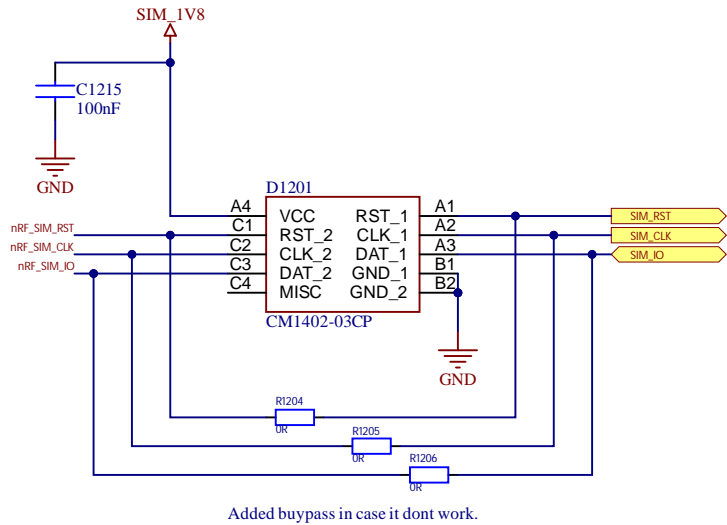 SIM_1V8
C1215
100nF
GND
D1201
A4 VCC RST_1 A1 SIM_RST
nRF_SIM_RST C1 RST_2 CLK_1 A2 SIM_CLK
nRF_SIM_CLK C2 CLK_2 DAT_1 A3 SIM_IO
nRF_SIM_IO C3 DAT_2 GND_1 B1
C4 MISC GND_2 B2
CM1402-03CP
GND
R1204
0R
R1205
0R
R1206
0R
Added buypass in case it dont work.